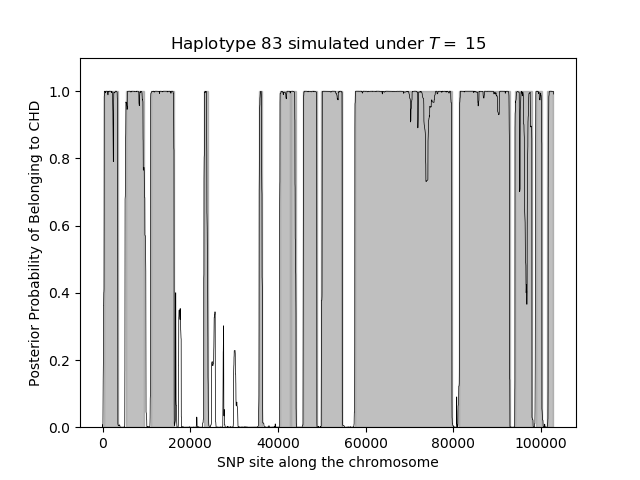 Haplotype 83 simulated under T = 15
Posterior Probability of Belonging to CHD
1.0
0.8
0.6
0.4
0.2
0.0
0 20000 40000 60000 80000 100000
SNP site along the chromosome